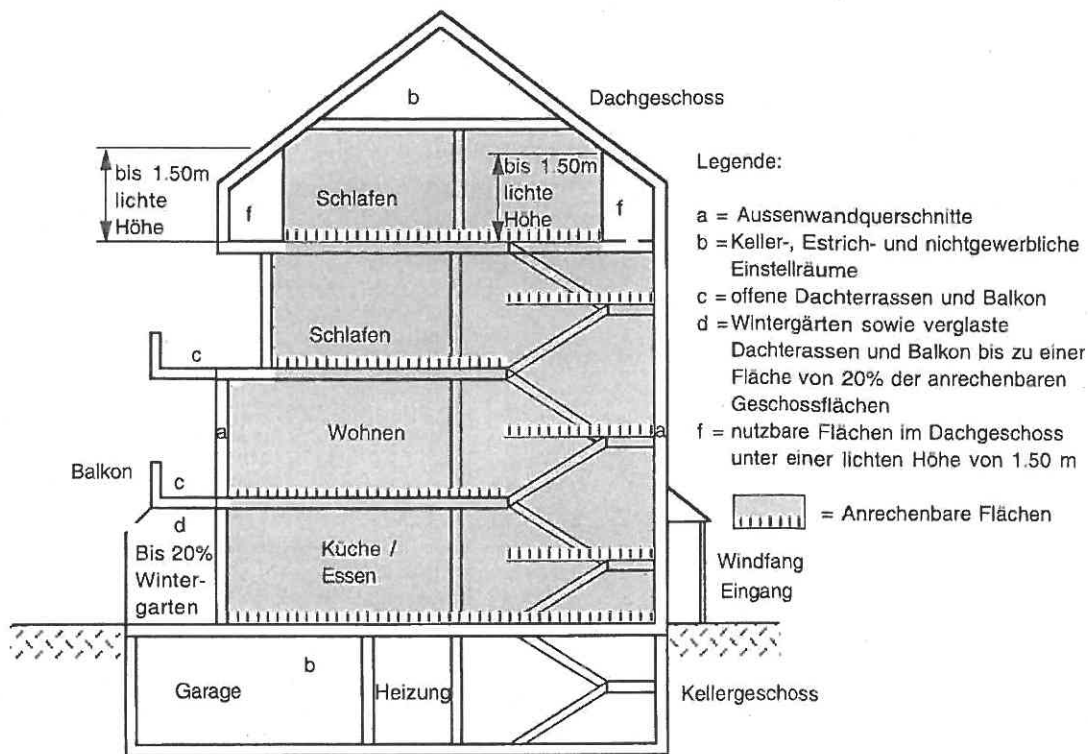 b
Dachgeschoss
bis 1.50m
lichte
Höhe
f
Schlafen
bis 1.50m
lichte
Höhe
f
Schlafen
c
a
Wohnen
a
Balkon
c
d
Bis 20%
Winter-
garten
Küche /
Essen
Windfang
Eingang
b
Garage
Heizung
Kellergeschoss
Legende:
a = Aussenwandquerschnitte
b = Keller-, Estrich- und nichtgewerbliche
Einstellräume
c = offene Dachterrassen und Balkon
d = Wintergärten sowie verglaste
Dachterassen und Balkon bis zu einer
Fläche von 20% der anrechenbaren
Geschossflächen
f = nutzbare Flächen im Dachgeschoss
unter einer lichten Höhe von 1.50 m
= Anrechenbare Flächen